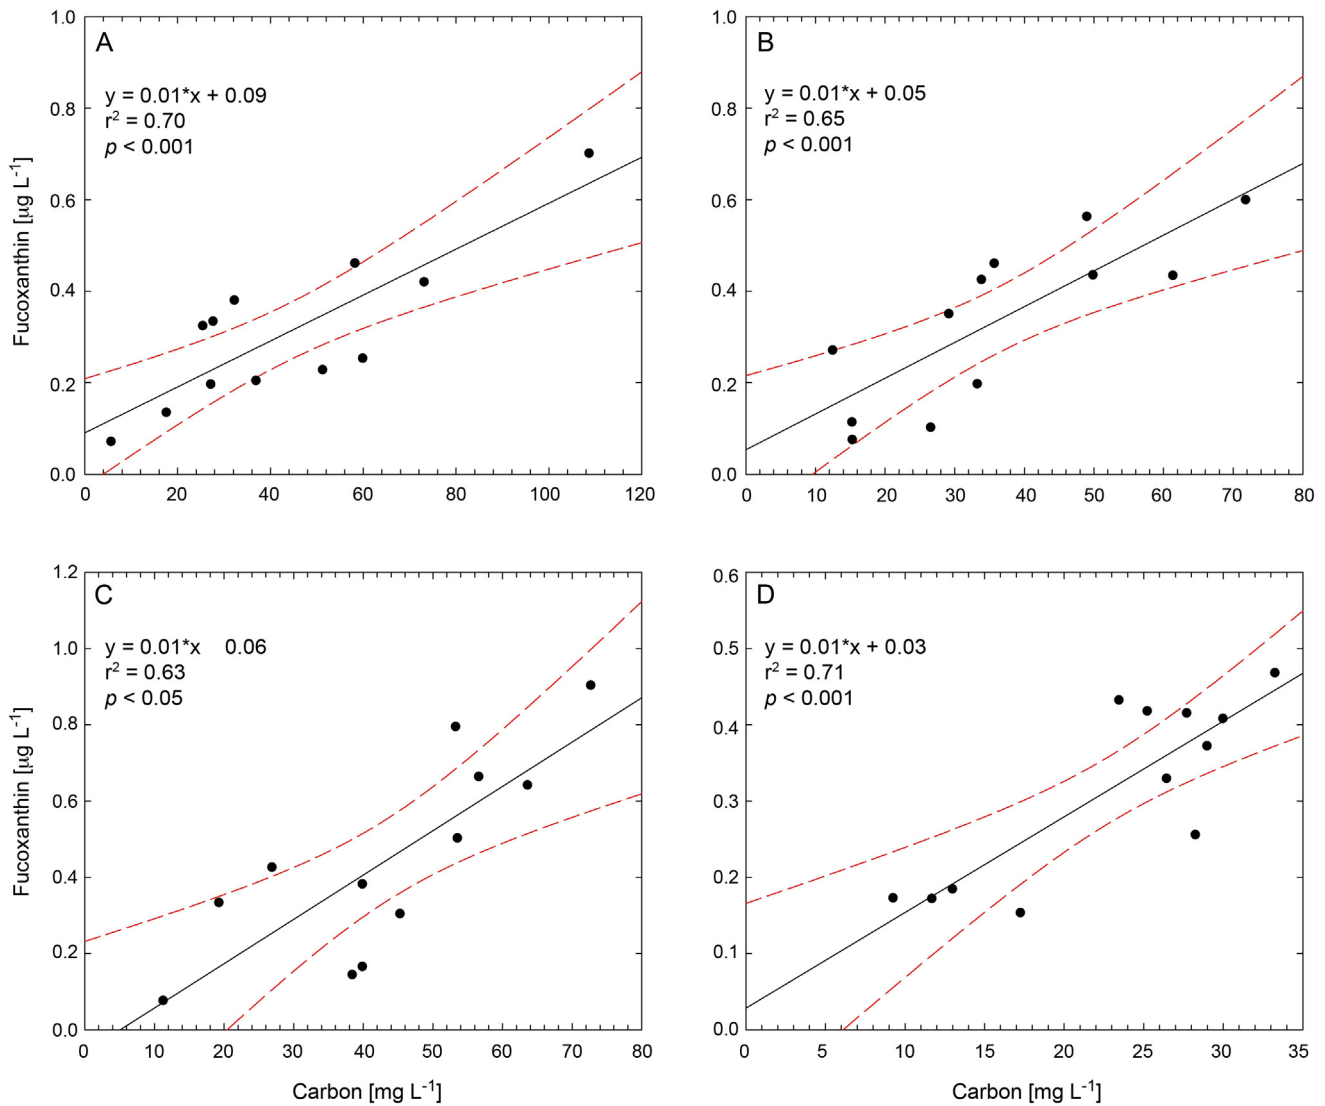 A
y = 0.01*x + 0.09
r² = 0.70
p < 0.001
1.0
0.8
0.6
0.4
0.2
0.0
0 20 40 60 80 100 120
Fucoxanthin [µg L⁻¹]
B
y = 0.01*x + 0.05
r² = 0.65
p < 0.001
1.0
0.8
0.6
0.4
0.2
0.0
0 10 20 30 40 50 60 70 80
C
y = 0.01*x 0.06
r² = 0.63
p < 0.05
1.2
1.0
0.8
0.6
0.4
0.2
0.0
0 10 20 30 40 50 60 70 80
Fucoxanthin [µg L⁻¹]
Carbon [mg L⁻¹]
D
y = 0.01*x + 0.03
r² = 0.71
p < 0.001
0.6
0.5
0.4
0.3
0.2
0.1
0.0
0 5 10 15 20 25 30 35
Carbon [mg L⁻¹]